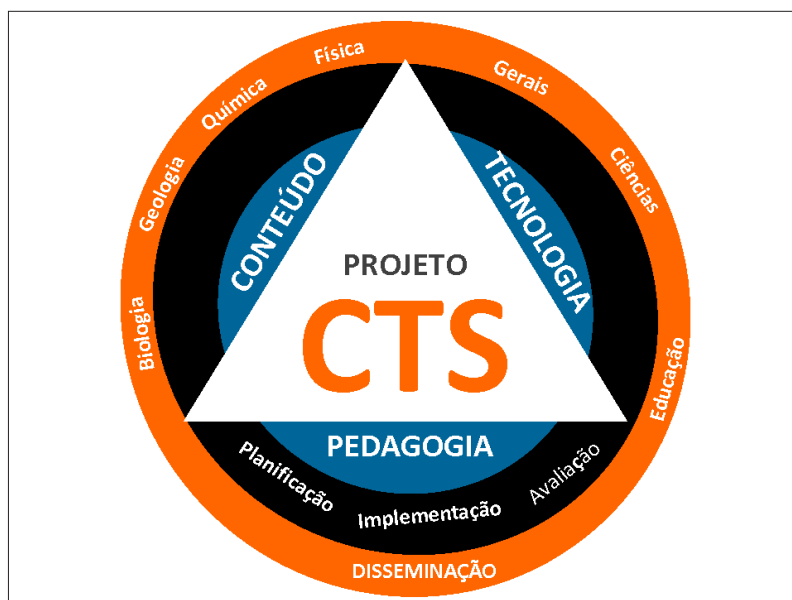 Física
Gerais
Química
Ciências
Geologia
CONTEÚDO
TECNOLOGIA
PROJETO
CTS
Biologia
Educação
PEDAGOGIA
Planificação
Avaliação
Implementação
DISSEMINAÇÃO